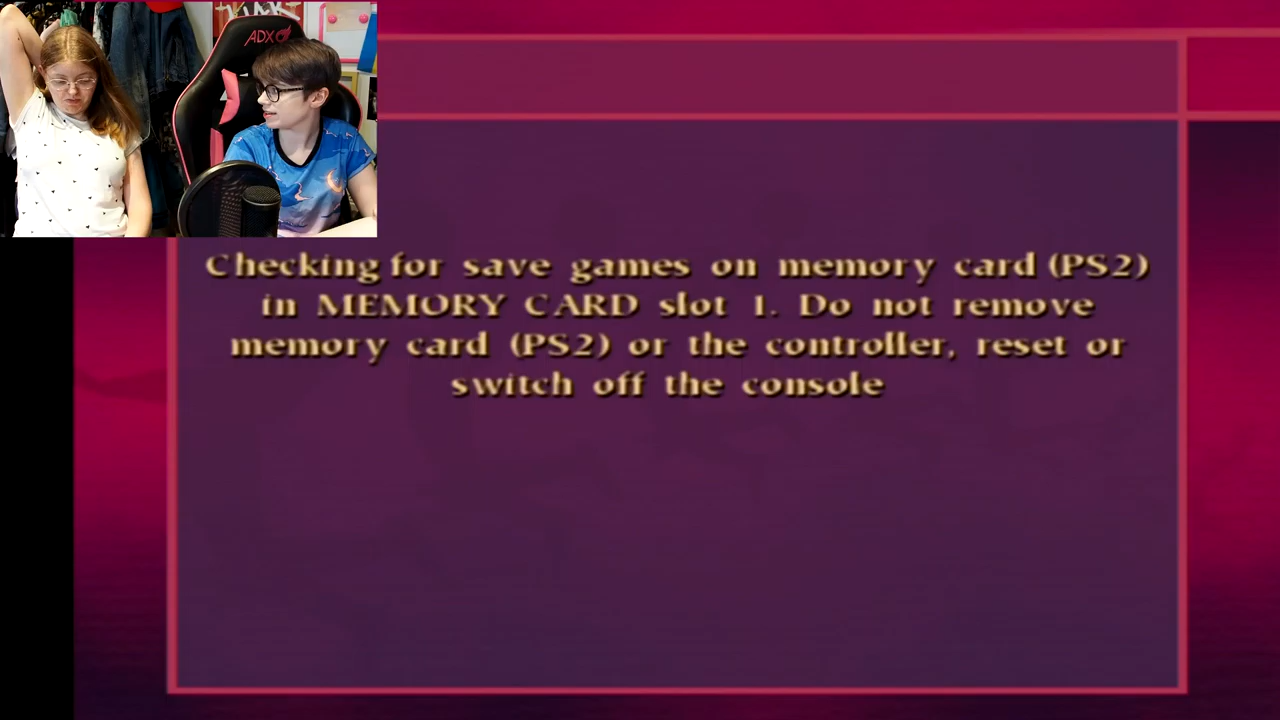 ADX
Checking for save games on memory card (PS2)
in MEMORY CARD slot 1. Do not remove
memory card (PS2) or the controller, reset or
switch off the console